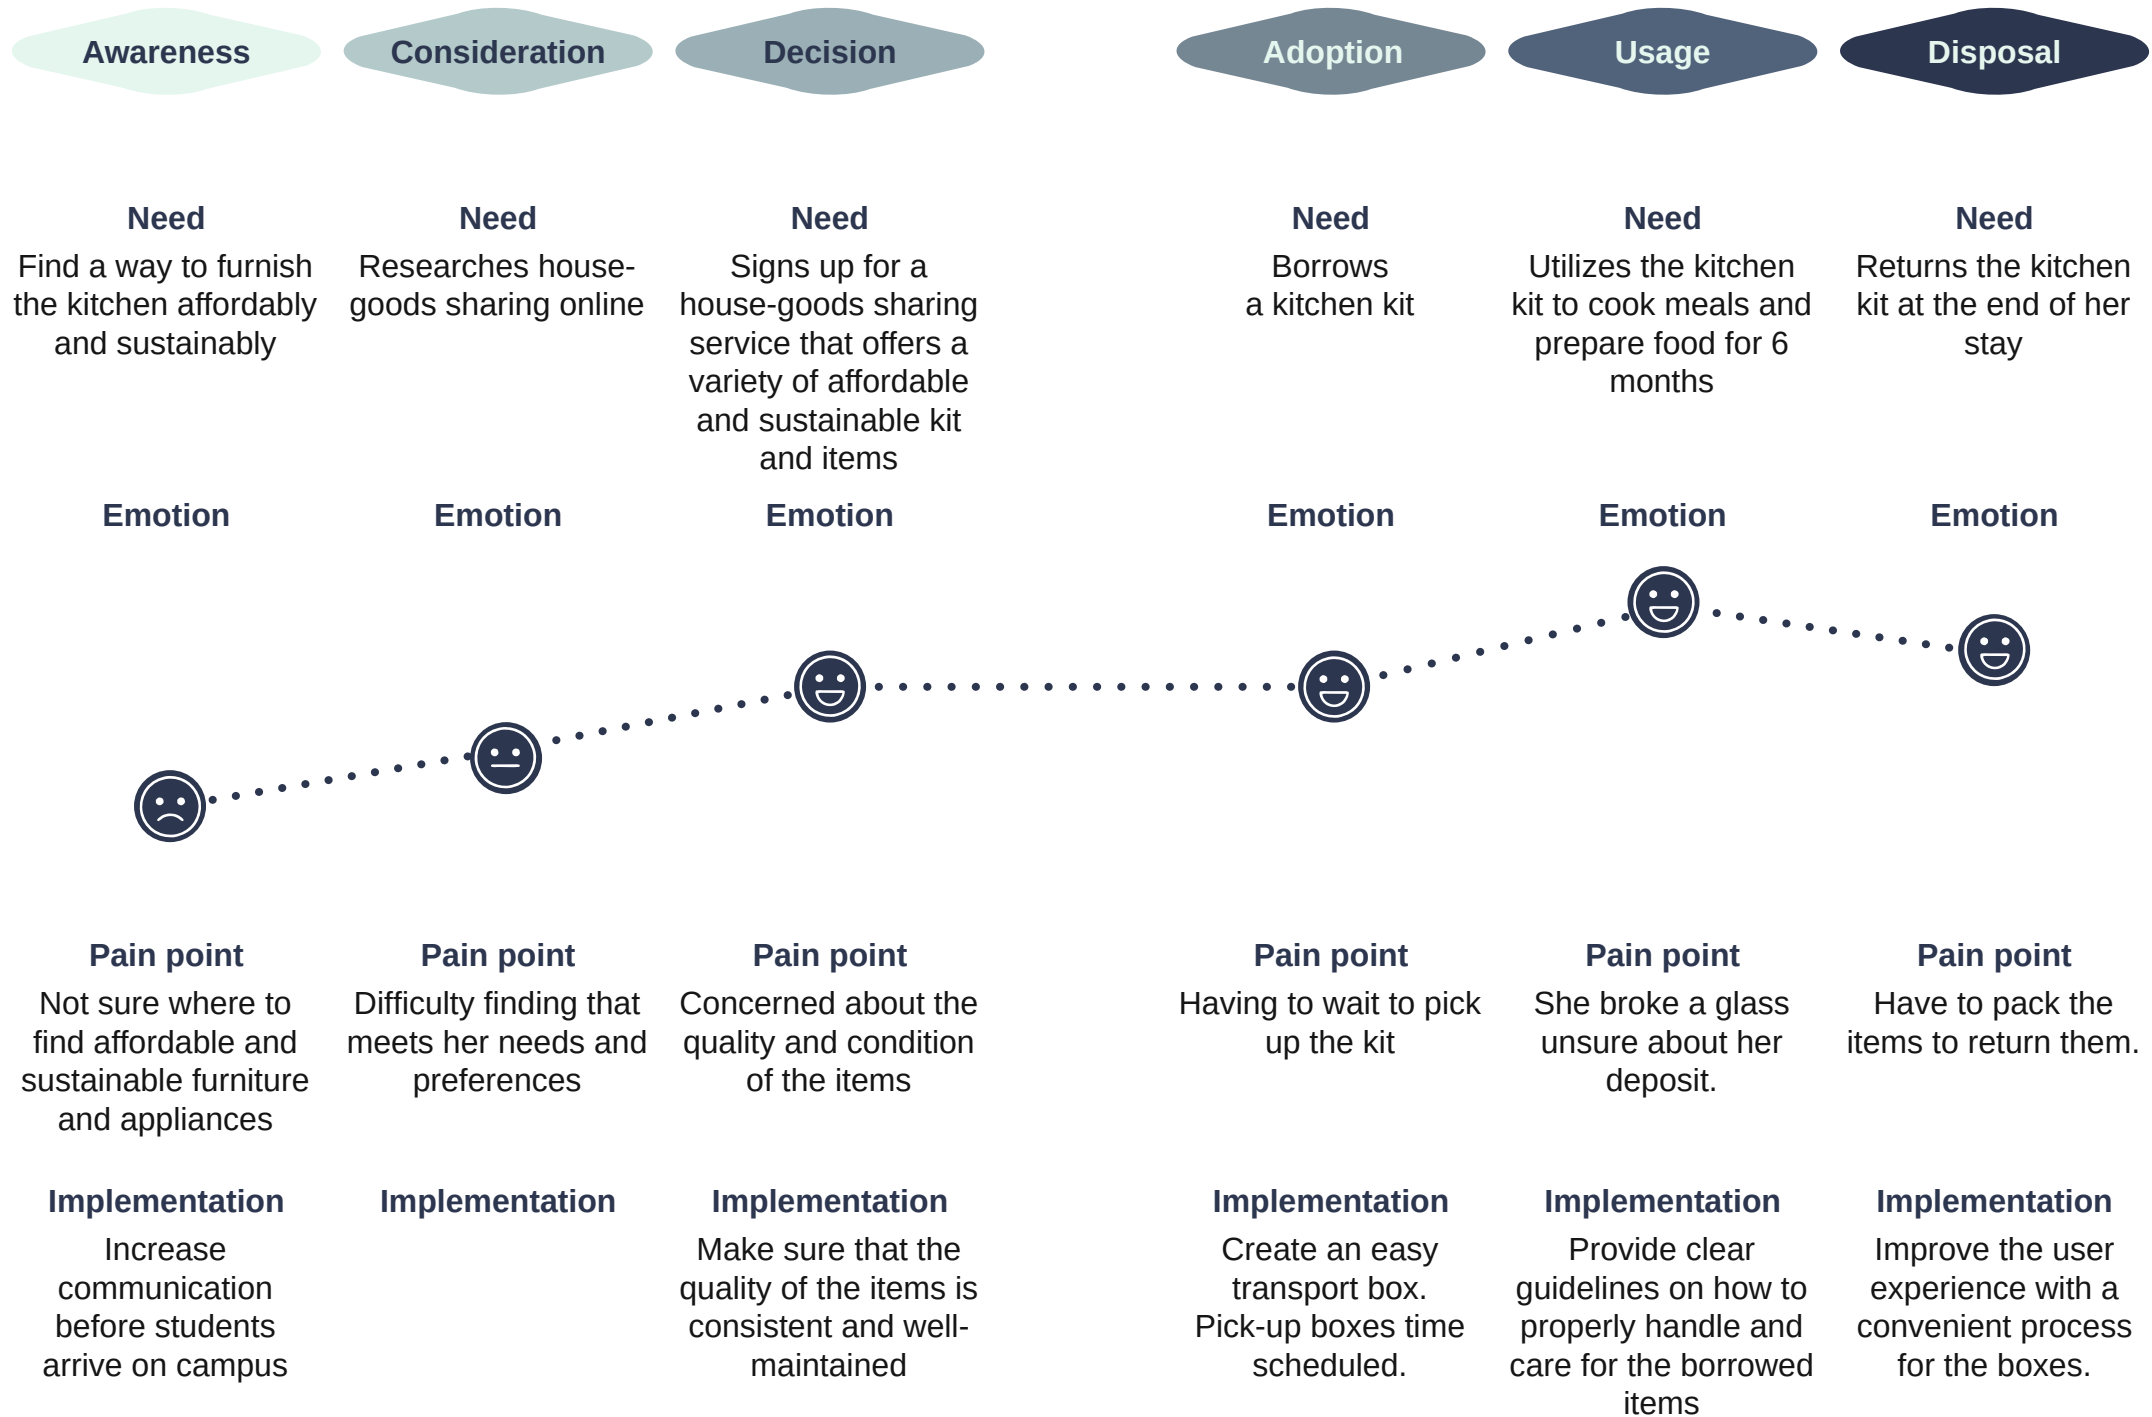 Awareness
Consideration
Decision
Adoption
Usage
Disposal
Need
Find a way to furnish
the kitchen affordably
and sustainably
Need
Researches house-
goods sharing online
Need
Signs up for a
house-goods sharing
service that offers a
variety of affordable
and sustainable kit
and items
Need
Borrows
a kitchen kit
Need
Utilizes the kitchen
kit to cook meals and
prepare food for 6
months
Need
Returns the kitchen
kit at the end of her
stay
Emotion
Emotion
Emotion
Emotion
Emotion
Emotion
Pain point
Not sure where to
find affordable and
sustainable furniture
and appliances
Pain point
Difficulty finding that
meets her needs and
preferences
Pain point
Concerned about the
quality and condition
of the items
Pain point
Having to wait to pick
up the kit
Pain point
She broke a glass
unsure about her
deposit.
Pain point
Have to pack the
items to return them.
Implementation
Increase
communication
before students
arrive on campus
Implementation
Implementation
Make sure that the
quality of the items is
consistent and well-
maintained
Implementation
Create an easy
transport box.
Pick-up boxes time
scheduled.
Implementation
Provide clear
guidelines on how to
properly handle and
care for the borrowed
items
Implementation
Improve the user
experience with a
convenient process
for the boxes.